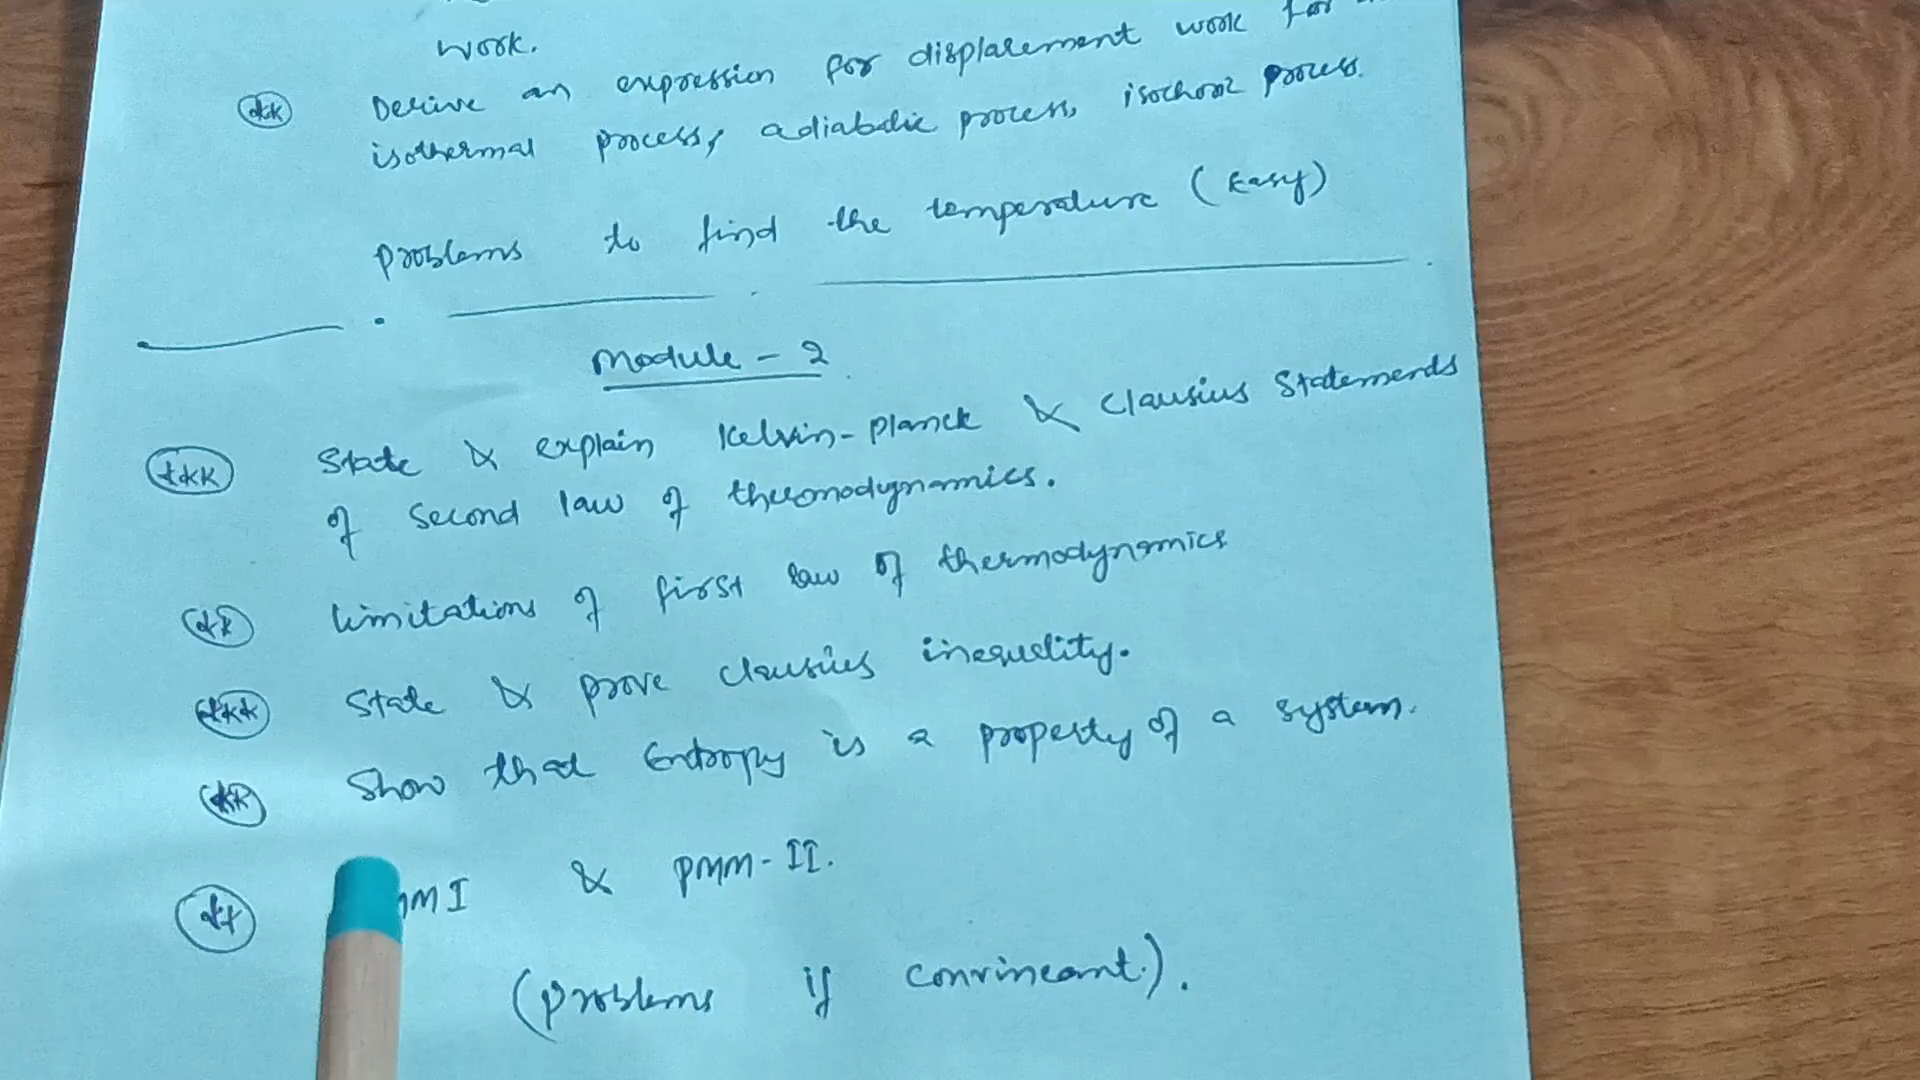 work.
** Derive an expression for displacement work for
isothermal process, adiabatic process, isochoric process.
problems to find the temperature (Easy)
Module - 2
*** State & explain Kelvin-planck & Clausius Statements
of Second law of thermodynamics.
** limitations of first law of thermodynamics
*** State & prove clausius inequality.
** Show that Entropy is a property of a system.
** MI & PMM-II.
(problems if convineant).